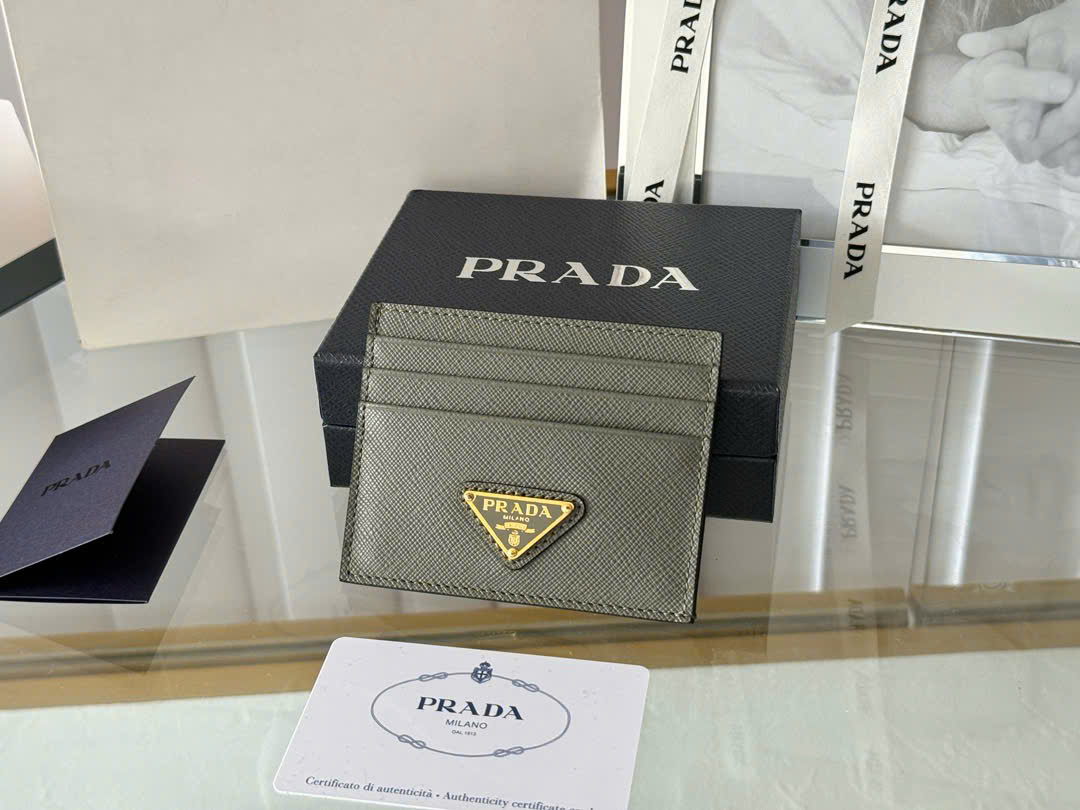 PRADA
PRADA
PRADA
PRADA
PRADA
PRADA
MILANO
PRADA
MILANO
DAL 1913
Certificato di autenticità • Authenticity certificate